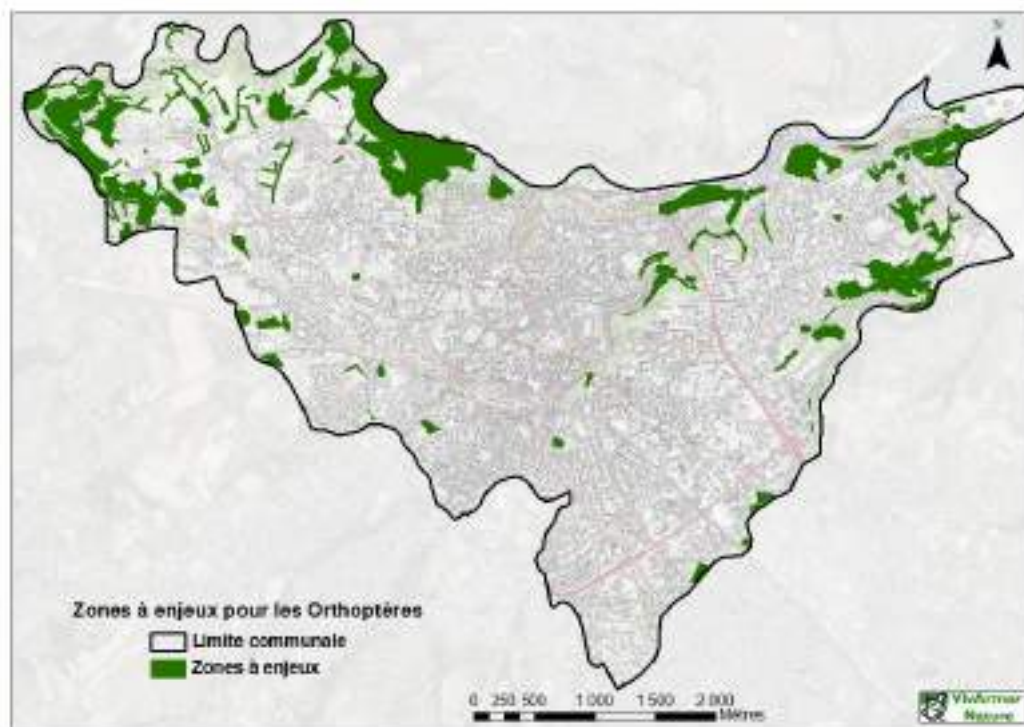 N
Zones à enjeux pour les Orthoptères
Limite communale
Zones à enjeux
0 250 500 1 000 1 500 2 000
Mètres
VivArmor
Nature